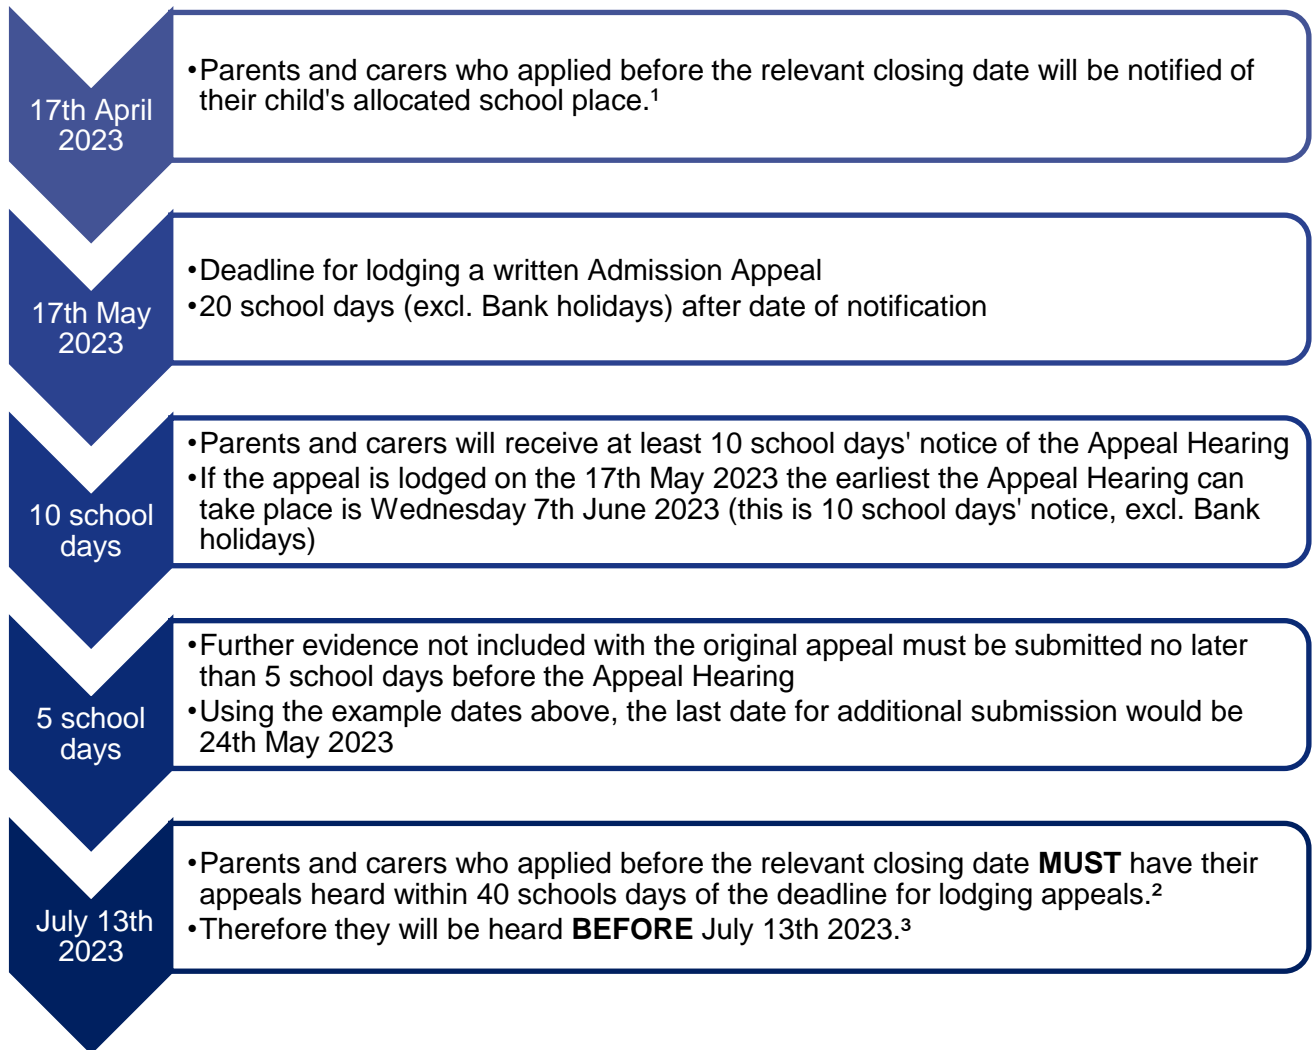 17th April
2023
•Parents and carers who applied before the relevant closing date will be notified of
their child's allocated school place.¹
17th May
2023
•Deadline for lodging a written Admission Appeal
•20 school days (excl. Bank holidays) after date of notification
10 school
days
•Parents and carers will receive at least 10 school days' notice of the Appeal Hearing
•If the appeal is lodged on the 17th May 2023 the earliest the Appeal Hearing can
take place is Wednesday 7th June 2023 (this is 10 school days' notice, excl. Bank
holidays)
5 school
days
•Further evidence not included with the original appeal must be submitted no later
than 5 school days before the Appeal Hearing
•Using the example dates above, the last date for additional submission would be
24th May 2023
July 13th
2023
•Parents and carers who applied before the relevant closing date MUST have their
appeals heard within 40 schools days of the deadline for lodging appeals.²
•Therefore they will be heard BEFORE July 13th 2023.³